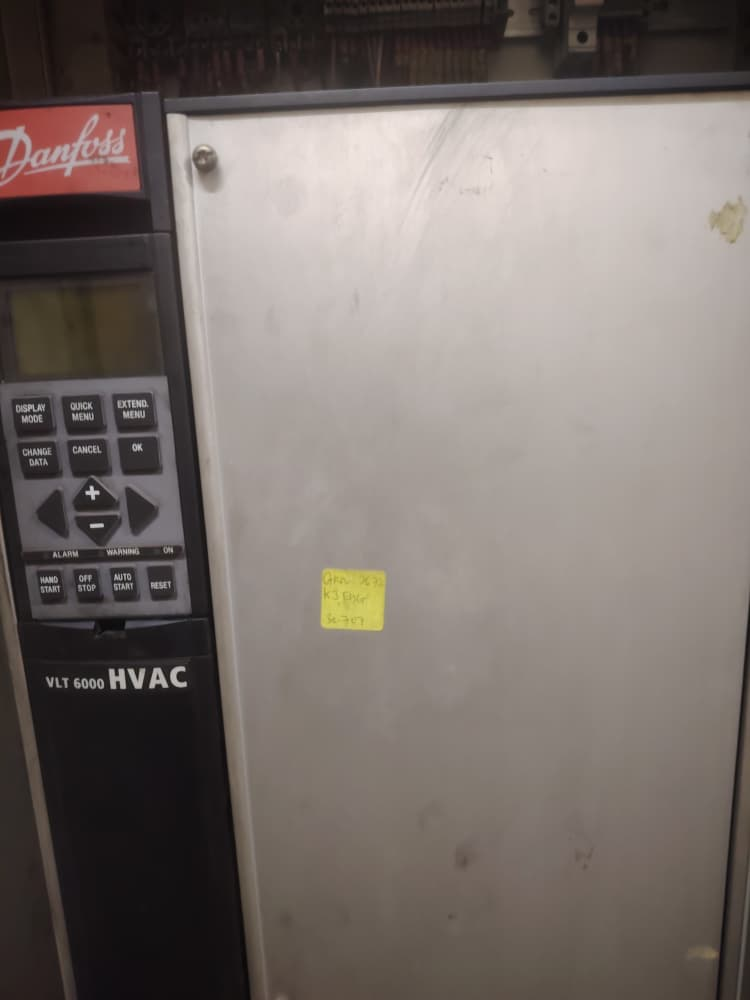 Danfoss
DISPLAY MODE
QUICK MENU
EXTEND. MENU
CHANGE DATA
CANCEL
OK
+
−
ALARM WARNING ON
HAND START
OFF STOP
AUTO START
RESET
VLT 6000 HVAC